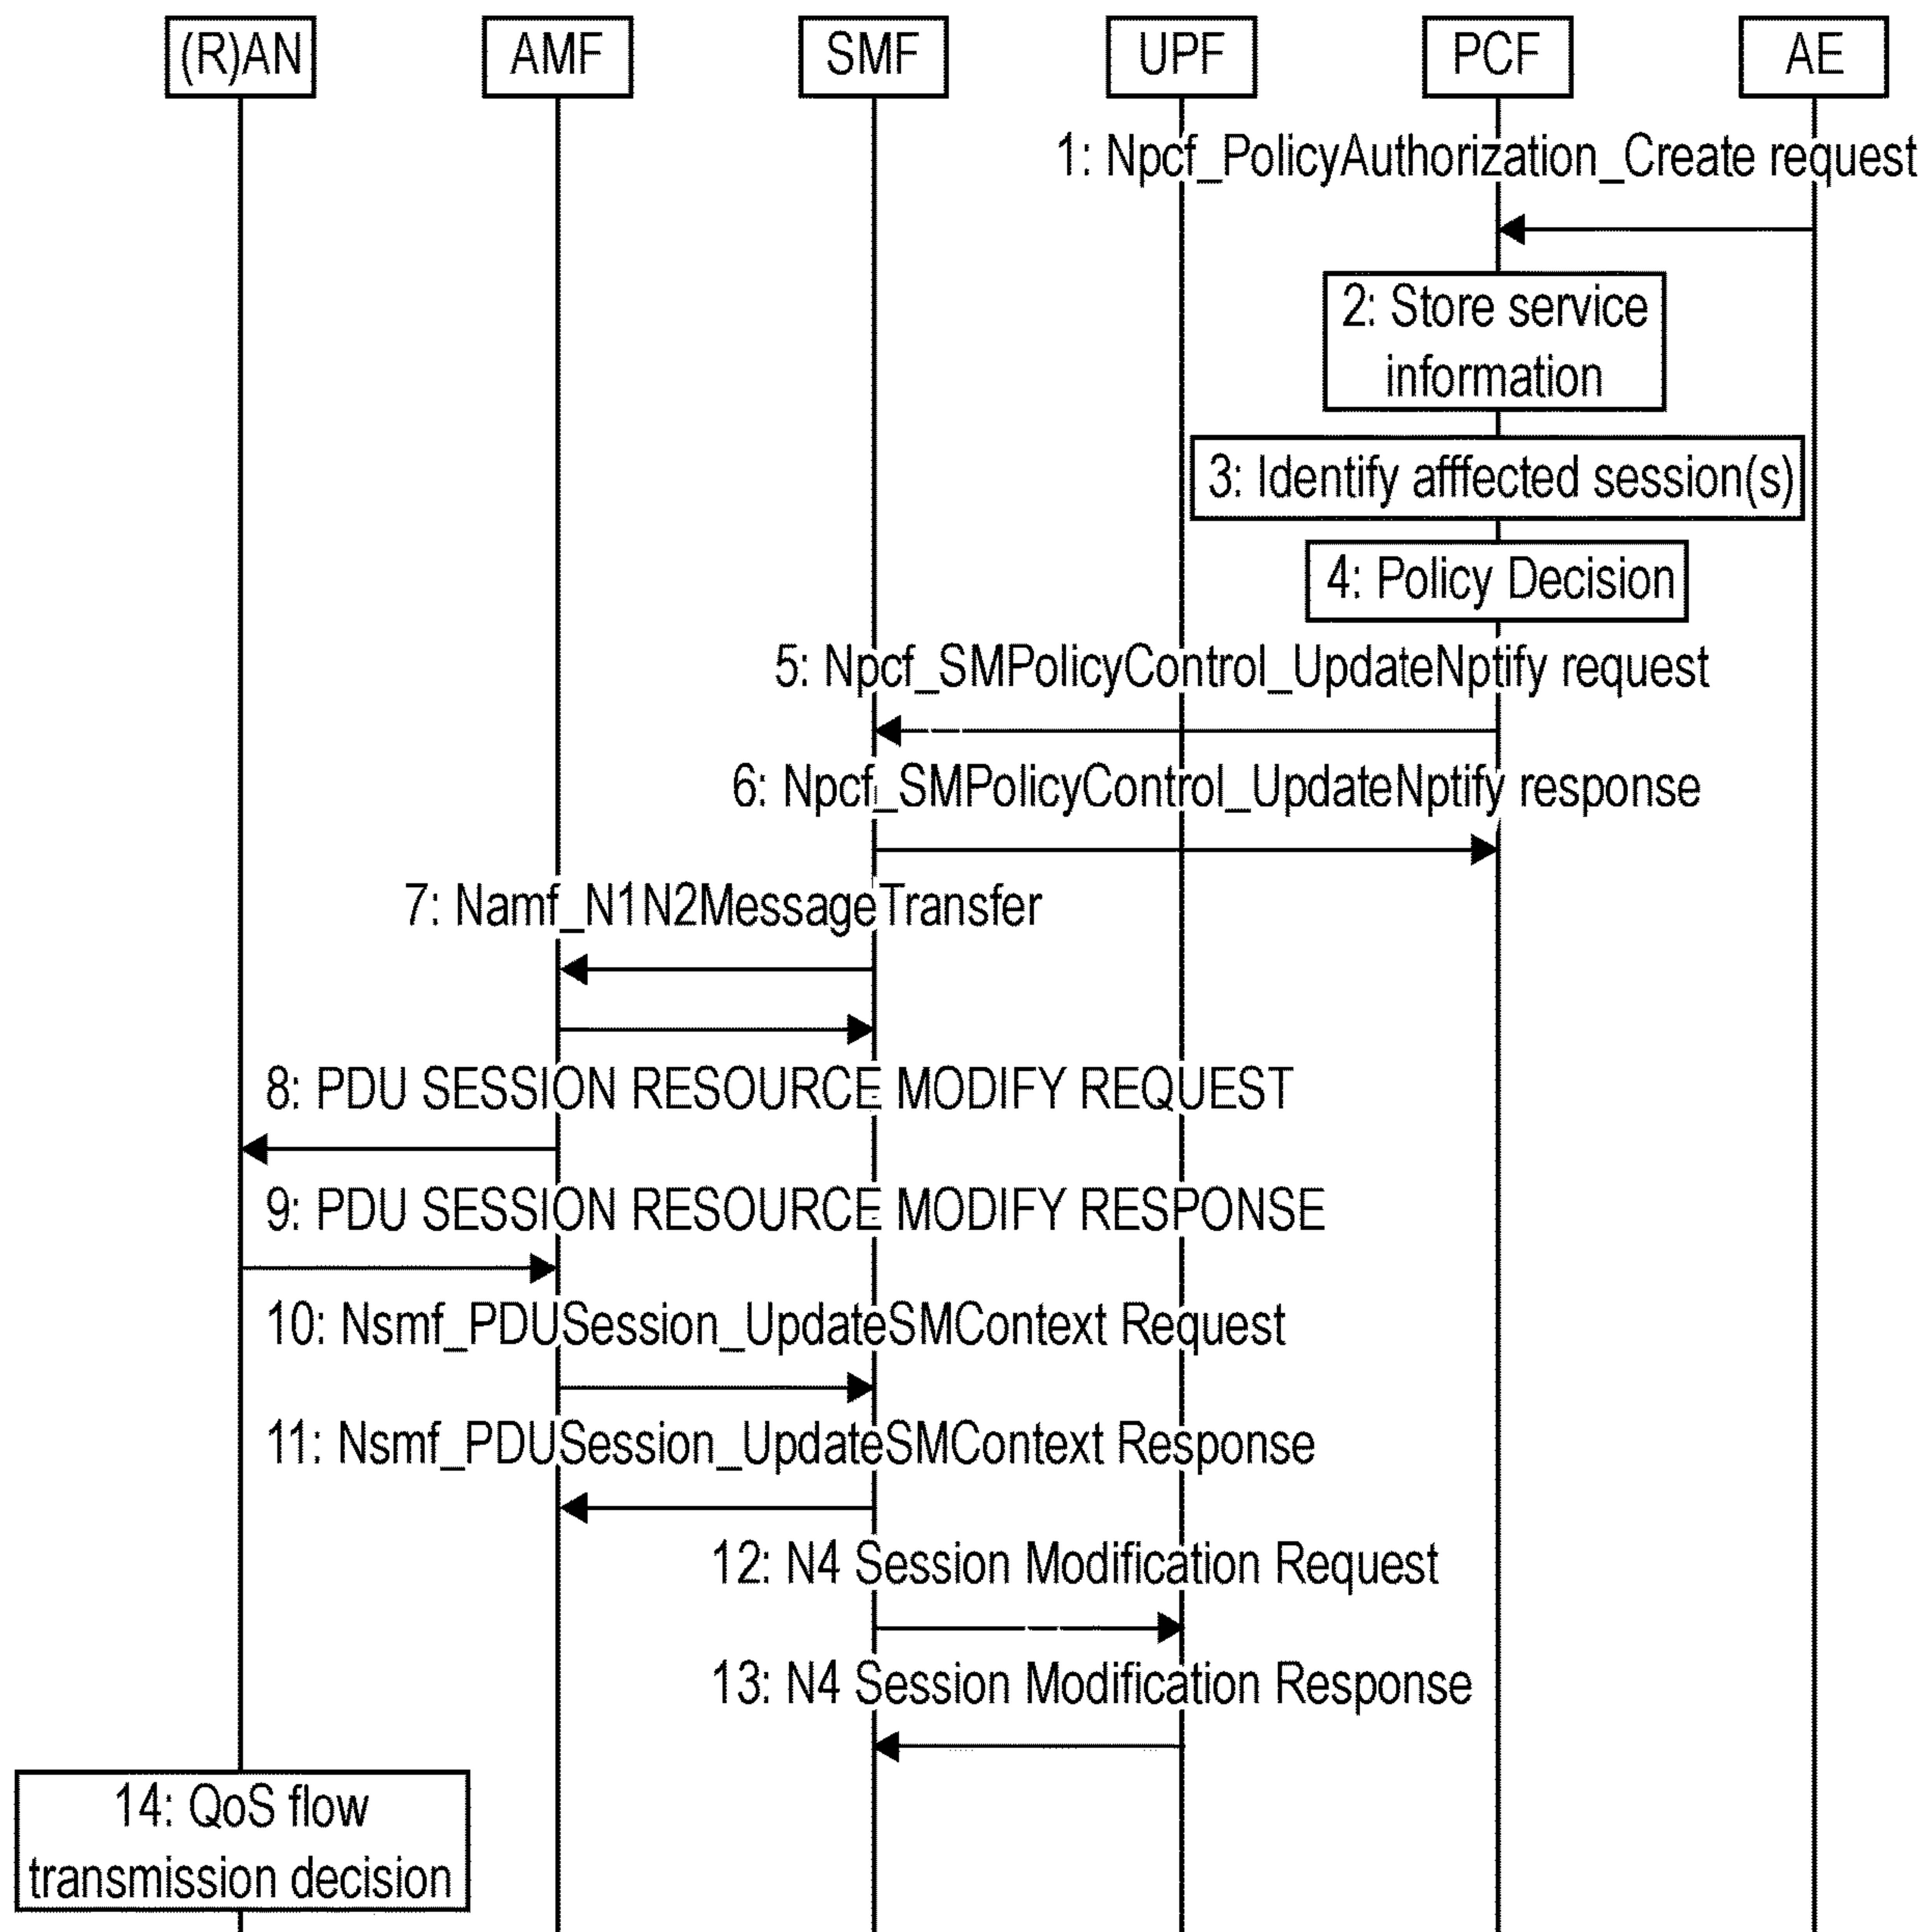 (R)AN AMF SMF UPF PCF AE
1: Npcf_PolicyAuthorization_Create request
2: Store service
information
3: Identify afffected session(s)
4: Policy Decision
5: Npcf_SMPolicyControl_UpdateNptify request
6: Npcf_SMPolicyControl_UpdateNptify response
7: Namf_N1N2MessageTransfer
8: PDU SESSION RESOURCE MODIFY REQUEST
9: PDU SESSION RESOURCE MODIFY RESPONSE
10: Nsmf_PDUSession_UpdateSMContext Request
11: Nsmf_PDUSession_UpdateSMContext Response
12: N4 Session Modification Request
13: N4 Session Modification Response
14: QoS flow
transmission decision